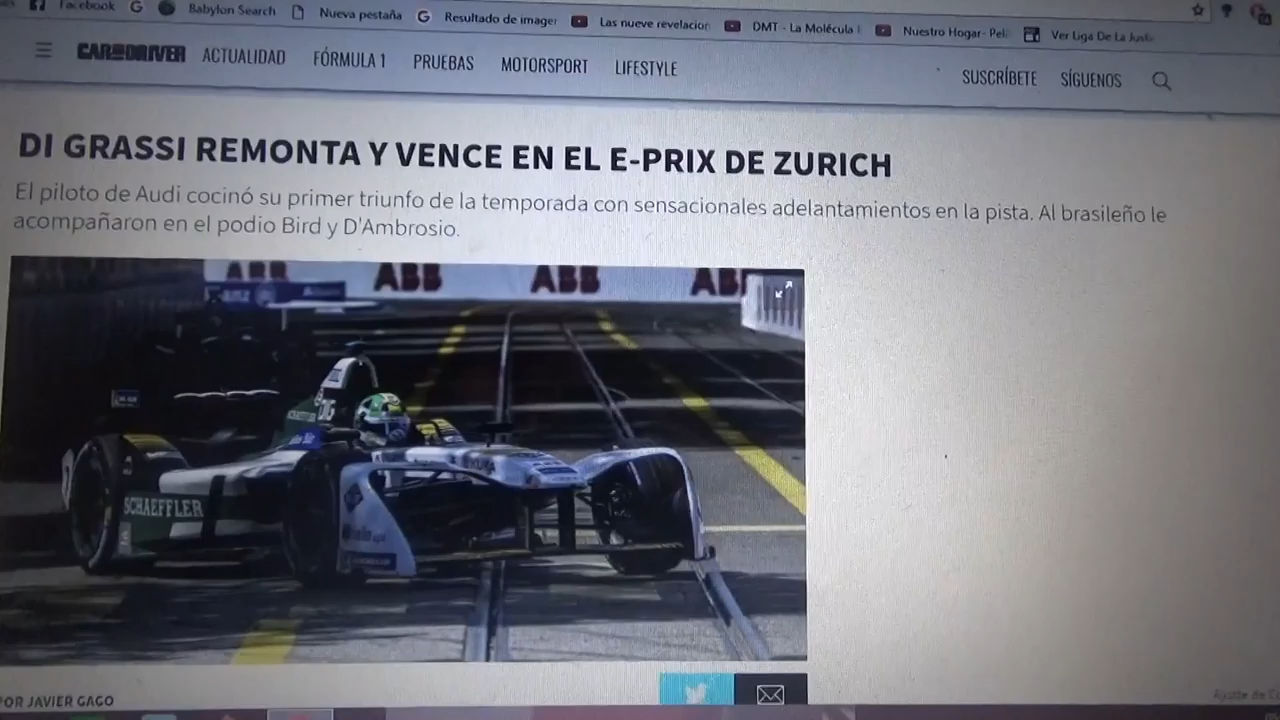 Facebook
Babylon Search
Nueva pestaña
Resultado de imager
Las nueve revelacion
DMT - La Molécula
Nuestro Hogar- Peli
Ver Liga De La Justi
CAR AND DRIVER ACTUALIDAD FÓRMULA 1 PRUEBAS MOTORSPORT LIFESTYLE SUSCRÍBETE SÍGUENOS
DI GRASSI REMONTA Y VENCE EN EL E-PRIX DE ZURICH
El piloto de Audi cocinó su primer triunfo de la temporada con sensacionales adelantamientos en la pista. Al brasileño le
acompañaron en el podio Bird y D'Ambrosio.
ABB ABB ABB ABB
SCHAEFFLER
POR JAVIER GAGO